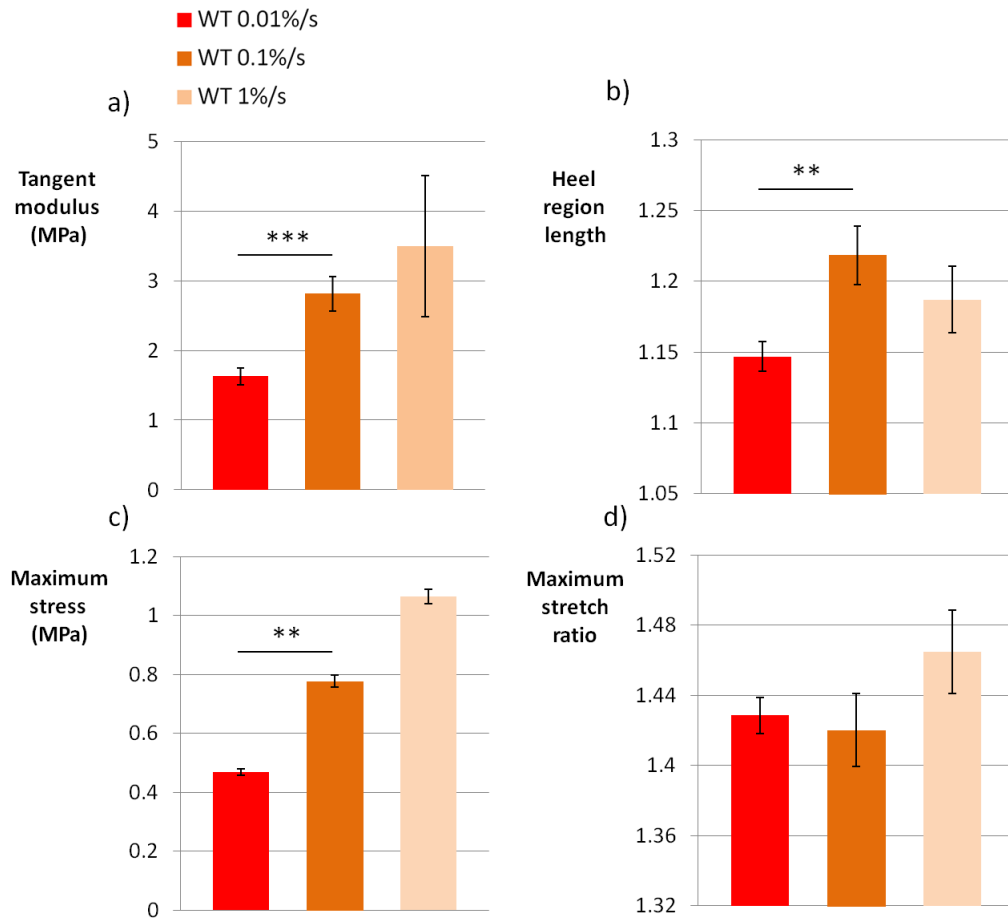 WT 0.01%/s
WT 0.1%/s
WT 1%/s
a)
Tangent
modulus
(MPa)
5
4
3
2
1
0
***
b)
Heel
region
length
1.3
1.25
1.2
1.15
1.1
1.05
**
c)
Maximum
stress
(MPa)
1.2
1
0.8
0.6
0.4
0.2
0
**
d)
Maximum
stretch
ratio
1.52
1.48
1.44
1.4
1.36
1.32